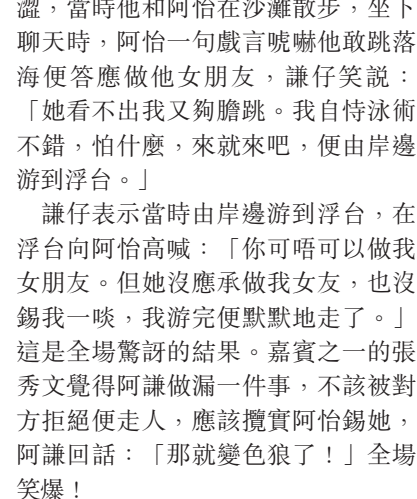 澀，當時他和阿怡在沙灘散步，坐下
聊天時，阿怡一句戲言唬嚇他敢跳落
海便答應做他女朋友，謙仔笑説：
「她看不出我又夠膽跳。我自恃泳術
不錯，怕什麼，來就來吧，便由岸邊
游到浮台。」
謙仔表示當時由岸邊游到浮台，在
浮台向阿怡高喊：「你可唔可以做我
女朋友。但她沒應承做我女友，也沒
錫我一啖，我游完便默默地走了。」
這是全場驚訝的結果。嘉賓之一的張
秀文覺得阿謙做漏一件事，不該被對
方拒絕便走人，應該攬實阿怡錫她，
阿謙回話：「那就變色狼了！」全場
笑爆！